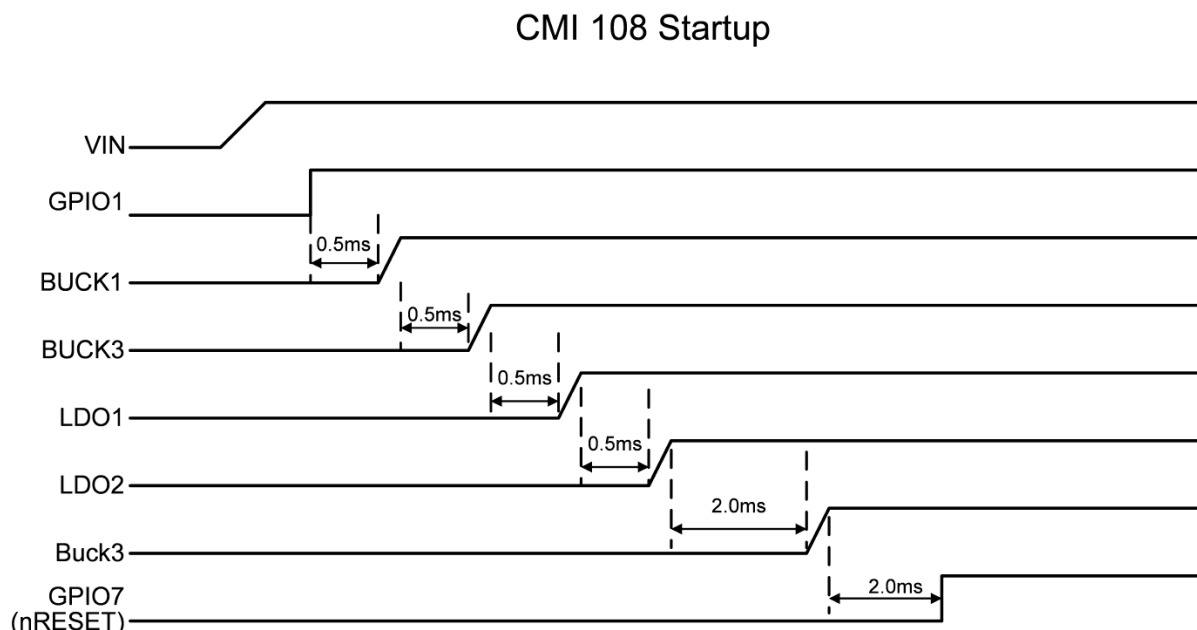 CMI 108 Startup
VIN
GPIO1
0.5ms
BUCK1
0.5ms
BUCK3
0.5ms
LDO1
0.5ms
LDO2
2.0ms
Buck3
GPIO7
2.0ms
(nRESET)